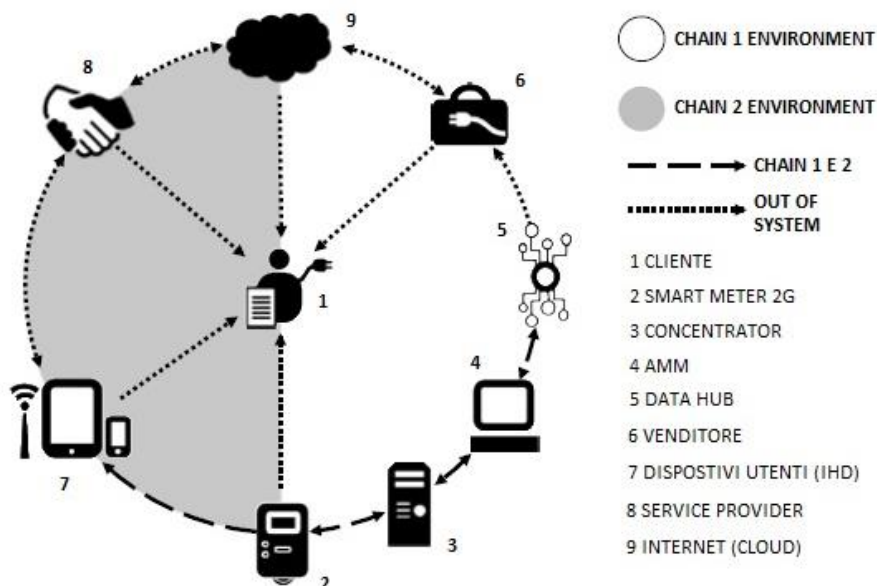 9
8
6
5
1
4
7
3
2
CHAIN 1 ENVIRONMENT
CHAIN 2 ENVIRONMENT
CHAIN 1 E 2
OUT OF
SYSTEM
1 CLIENTE
2 SMART METER 2G
3 CONCENTRATOR
4 AMM
5 DATA HUB
6 VENDITORE
7 DISPOSTIVI UTENTI (IHD)
8 SERVICE PROVIDER
9 INTERNET (CLOUD)